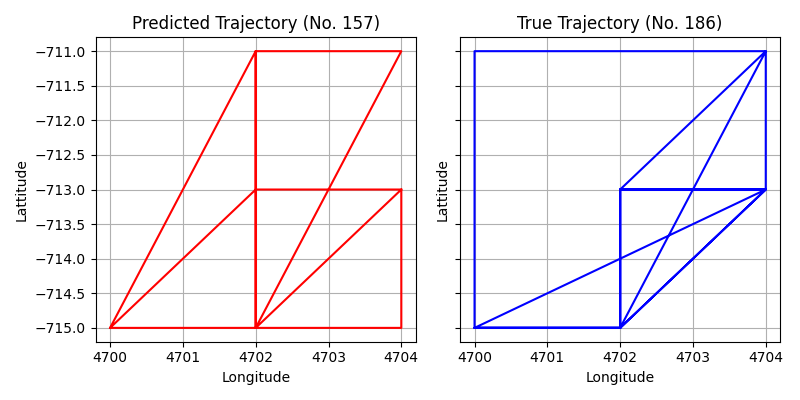 Predicted Trajectory (No. 157)
True Trajectory (No. 186)
−711.0
−711.5
−712.0
−712.5
−713.0
−713.5
−714.0
−714.5
−715.0
Lattitude
Lattitude
4700 4701 4702 4703 4704
4700 4701 4702 4703 4704
Longitude
Longitude